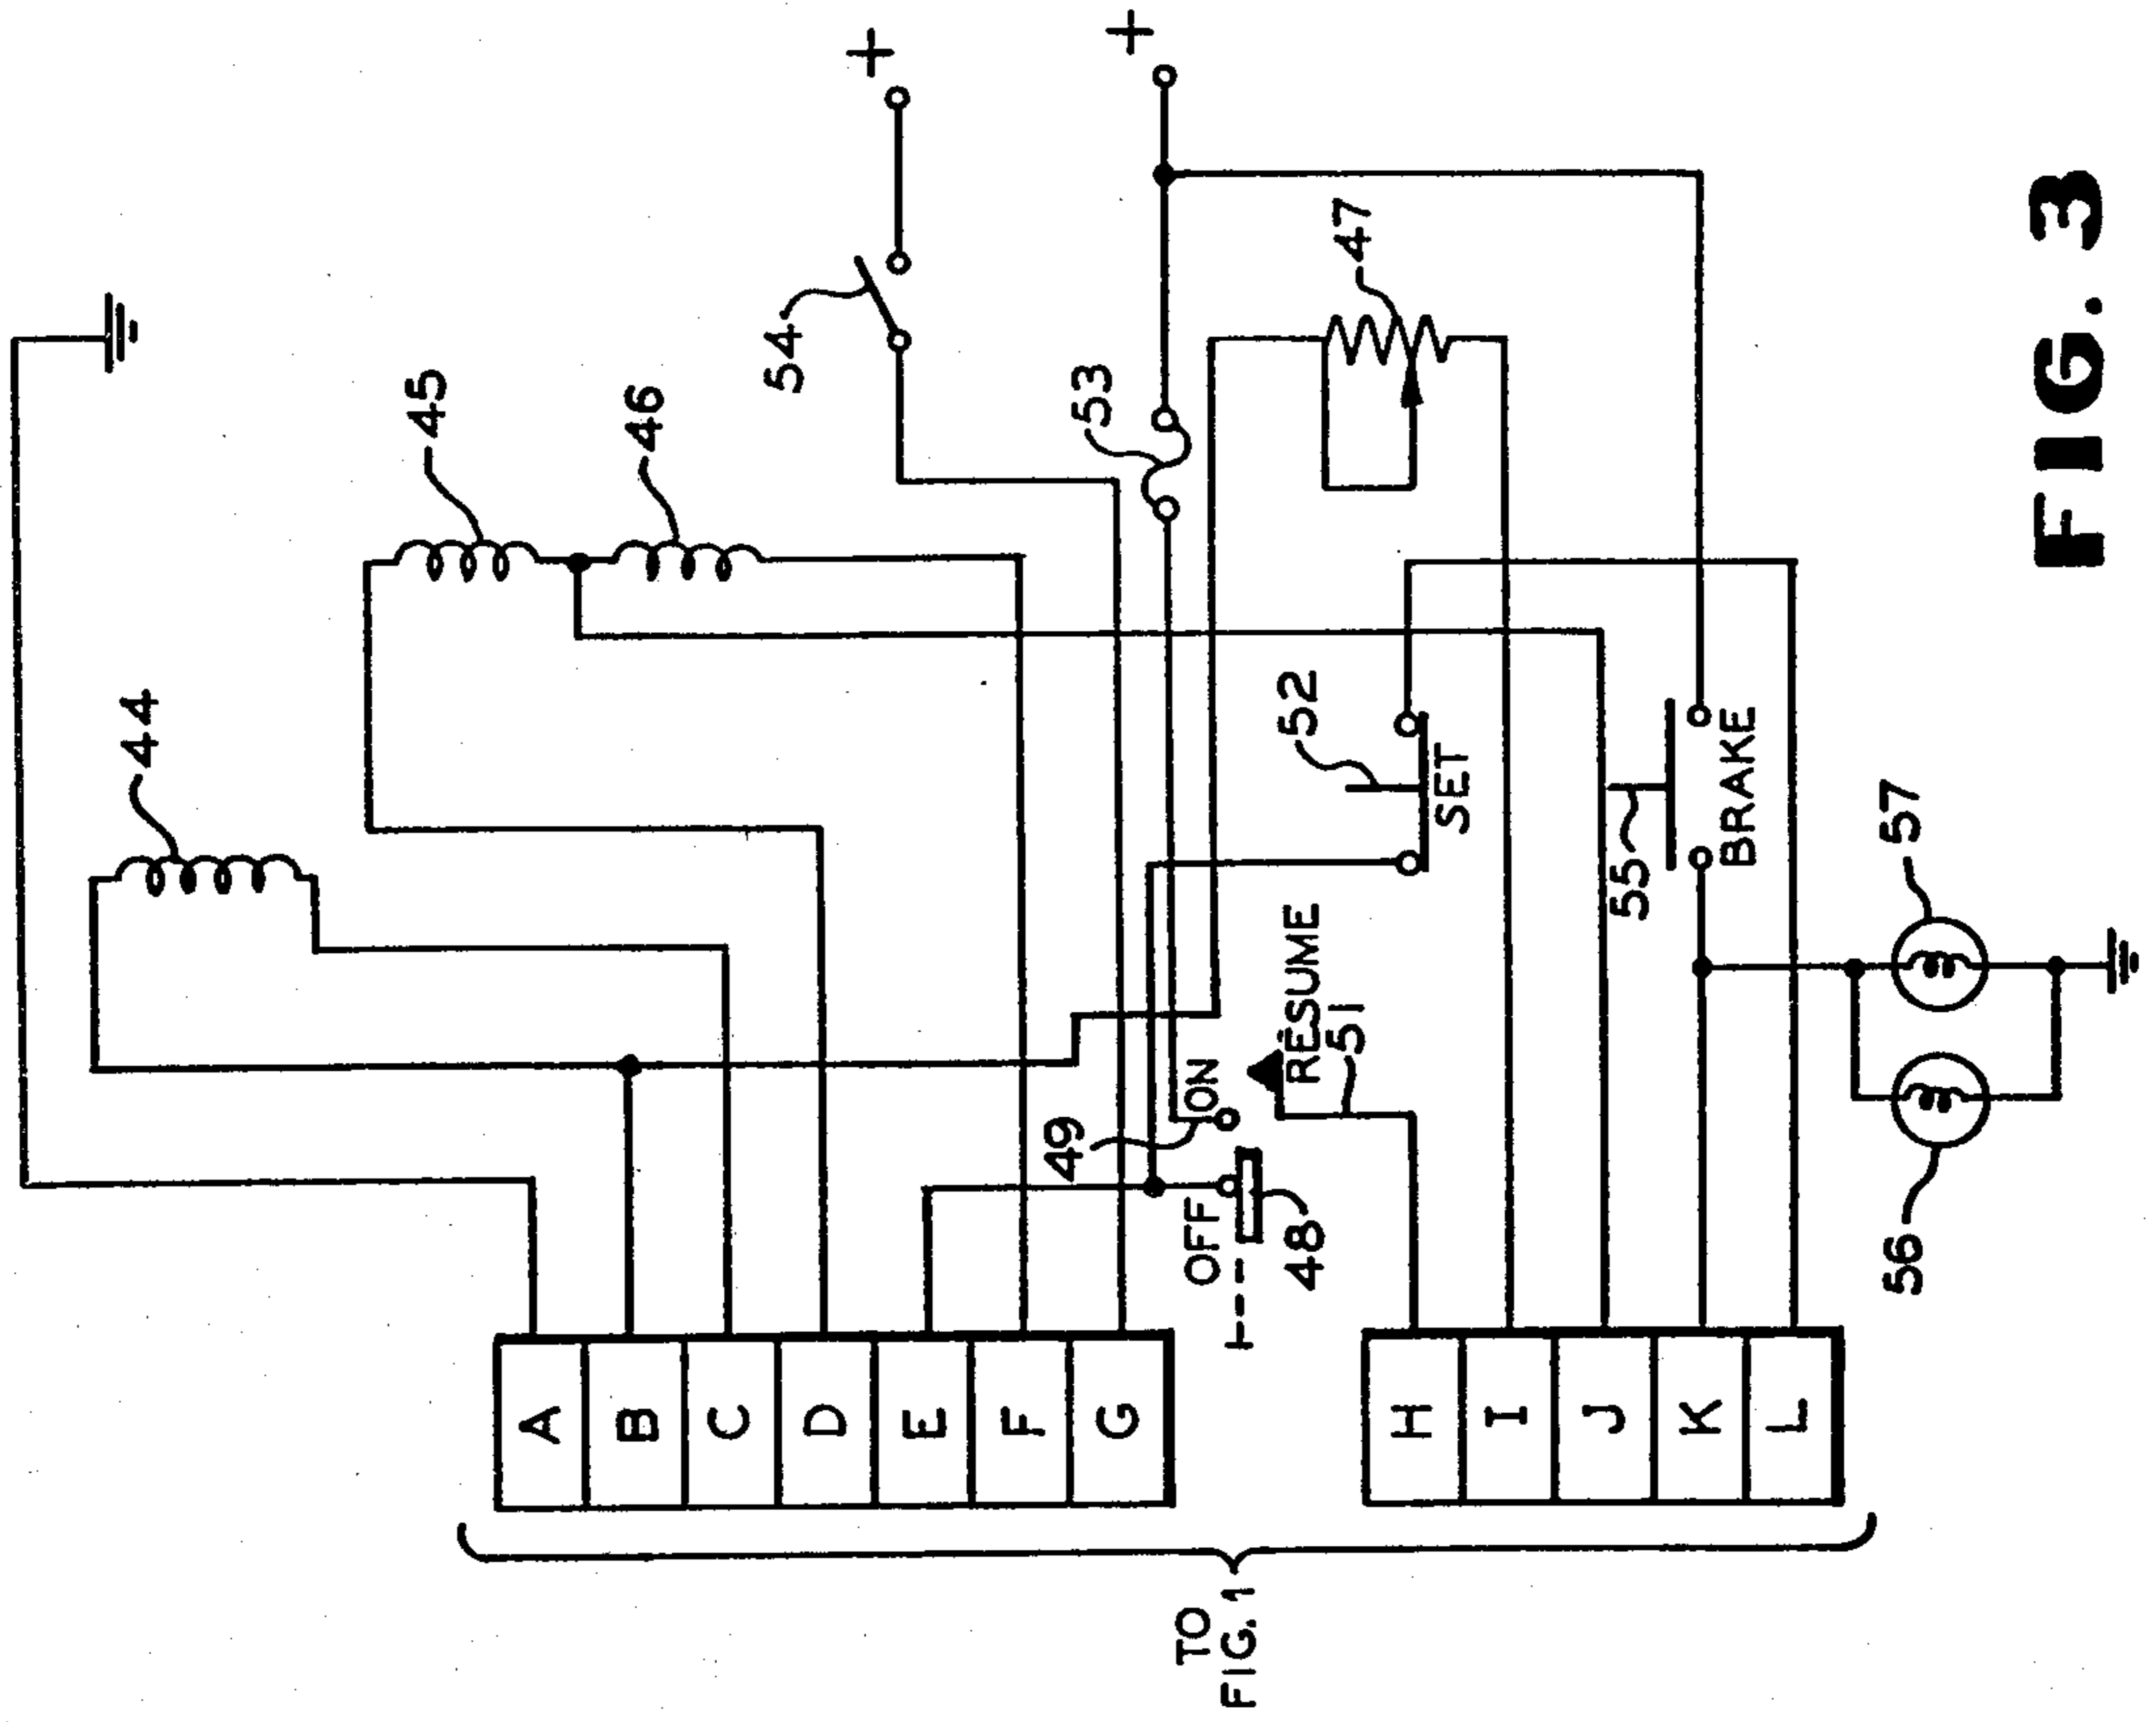 44
45
46
54
53
47
A
B
C
D
E
F
G
49
ON
OFF
48
RESUME
51
52
SET
H
I
J
K
L
55
BRAKE
56
57
TO
FIG. 1
+
+
FIG. 3